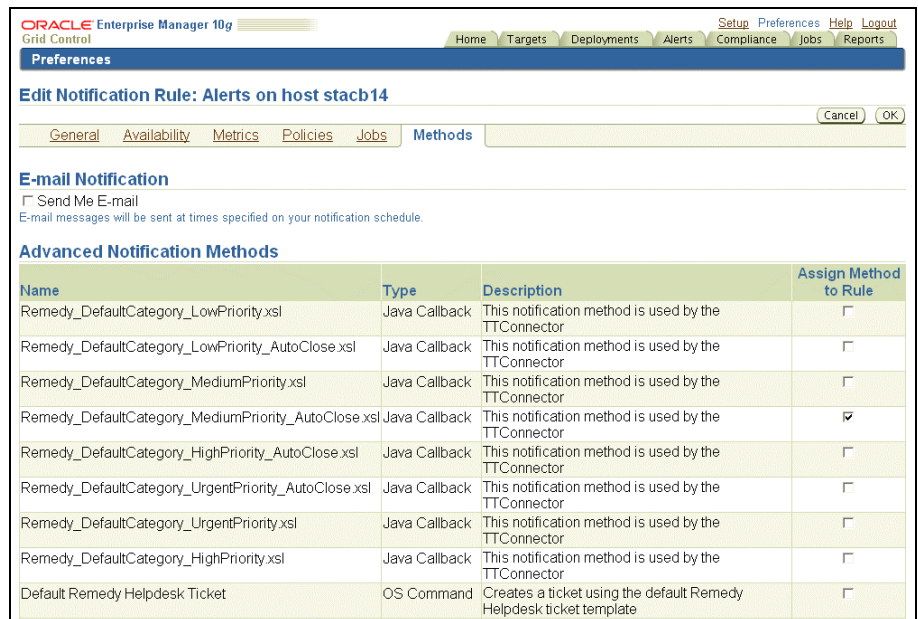 ORACLE Enterprise Manager 10g
Grid Control
Setup Preferences Help Logout
Home Targets Deployments Alerts Compliance Jobs Reports
Preferences
Edit Notification Rule: Alerts on host stacb14
Cancel OK
General Availability Metrics Policies Jobs Methods
E-mail Notification
Send Me E-mail
E-mail messages will be sent at times specified on your notification schedule.
Advanced Notification Methods
Name Type Description Assign Method to Rule
Remedy_DefaultCategory_LowPriority.xsl Java Callback This notification method is used by the
TTConnector
Remedy_DefaultCategory_LowPriority_AutoClose.xsl Java Callback This notification method is used by the
TTConnector
Remedy_DefaultCategory_MediumPriority.xsl Java Callback This notification method is used by the
TTConnector
Remedy_DefaultCategory_MediumPriority_AutoClose.xsl Java Callback This notification method is used by the
TTConnector
Remedy_DefaultCategory_HighPriority_AutoClose.xsl Java Callback This notification method is used by the
TTConnector
Remedy_DefaultCategory_UrgentPriority_AutoClose.xsl Java Callback This notification method is used by the
TTConnector
Remedy_DefaultCategory_UrgentPriority.xsl Java Callback This notification method is used by the
TTConnector
Remedy_DefaultCategory_HighPriority.xsl Java Callback This notification method is used by the
TTConnector
Default Remedy Helpdesk Ticket OS Command Creates a ticket using the default Remedy
Helpdesk ticket template